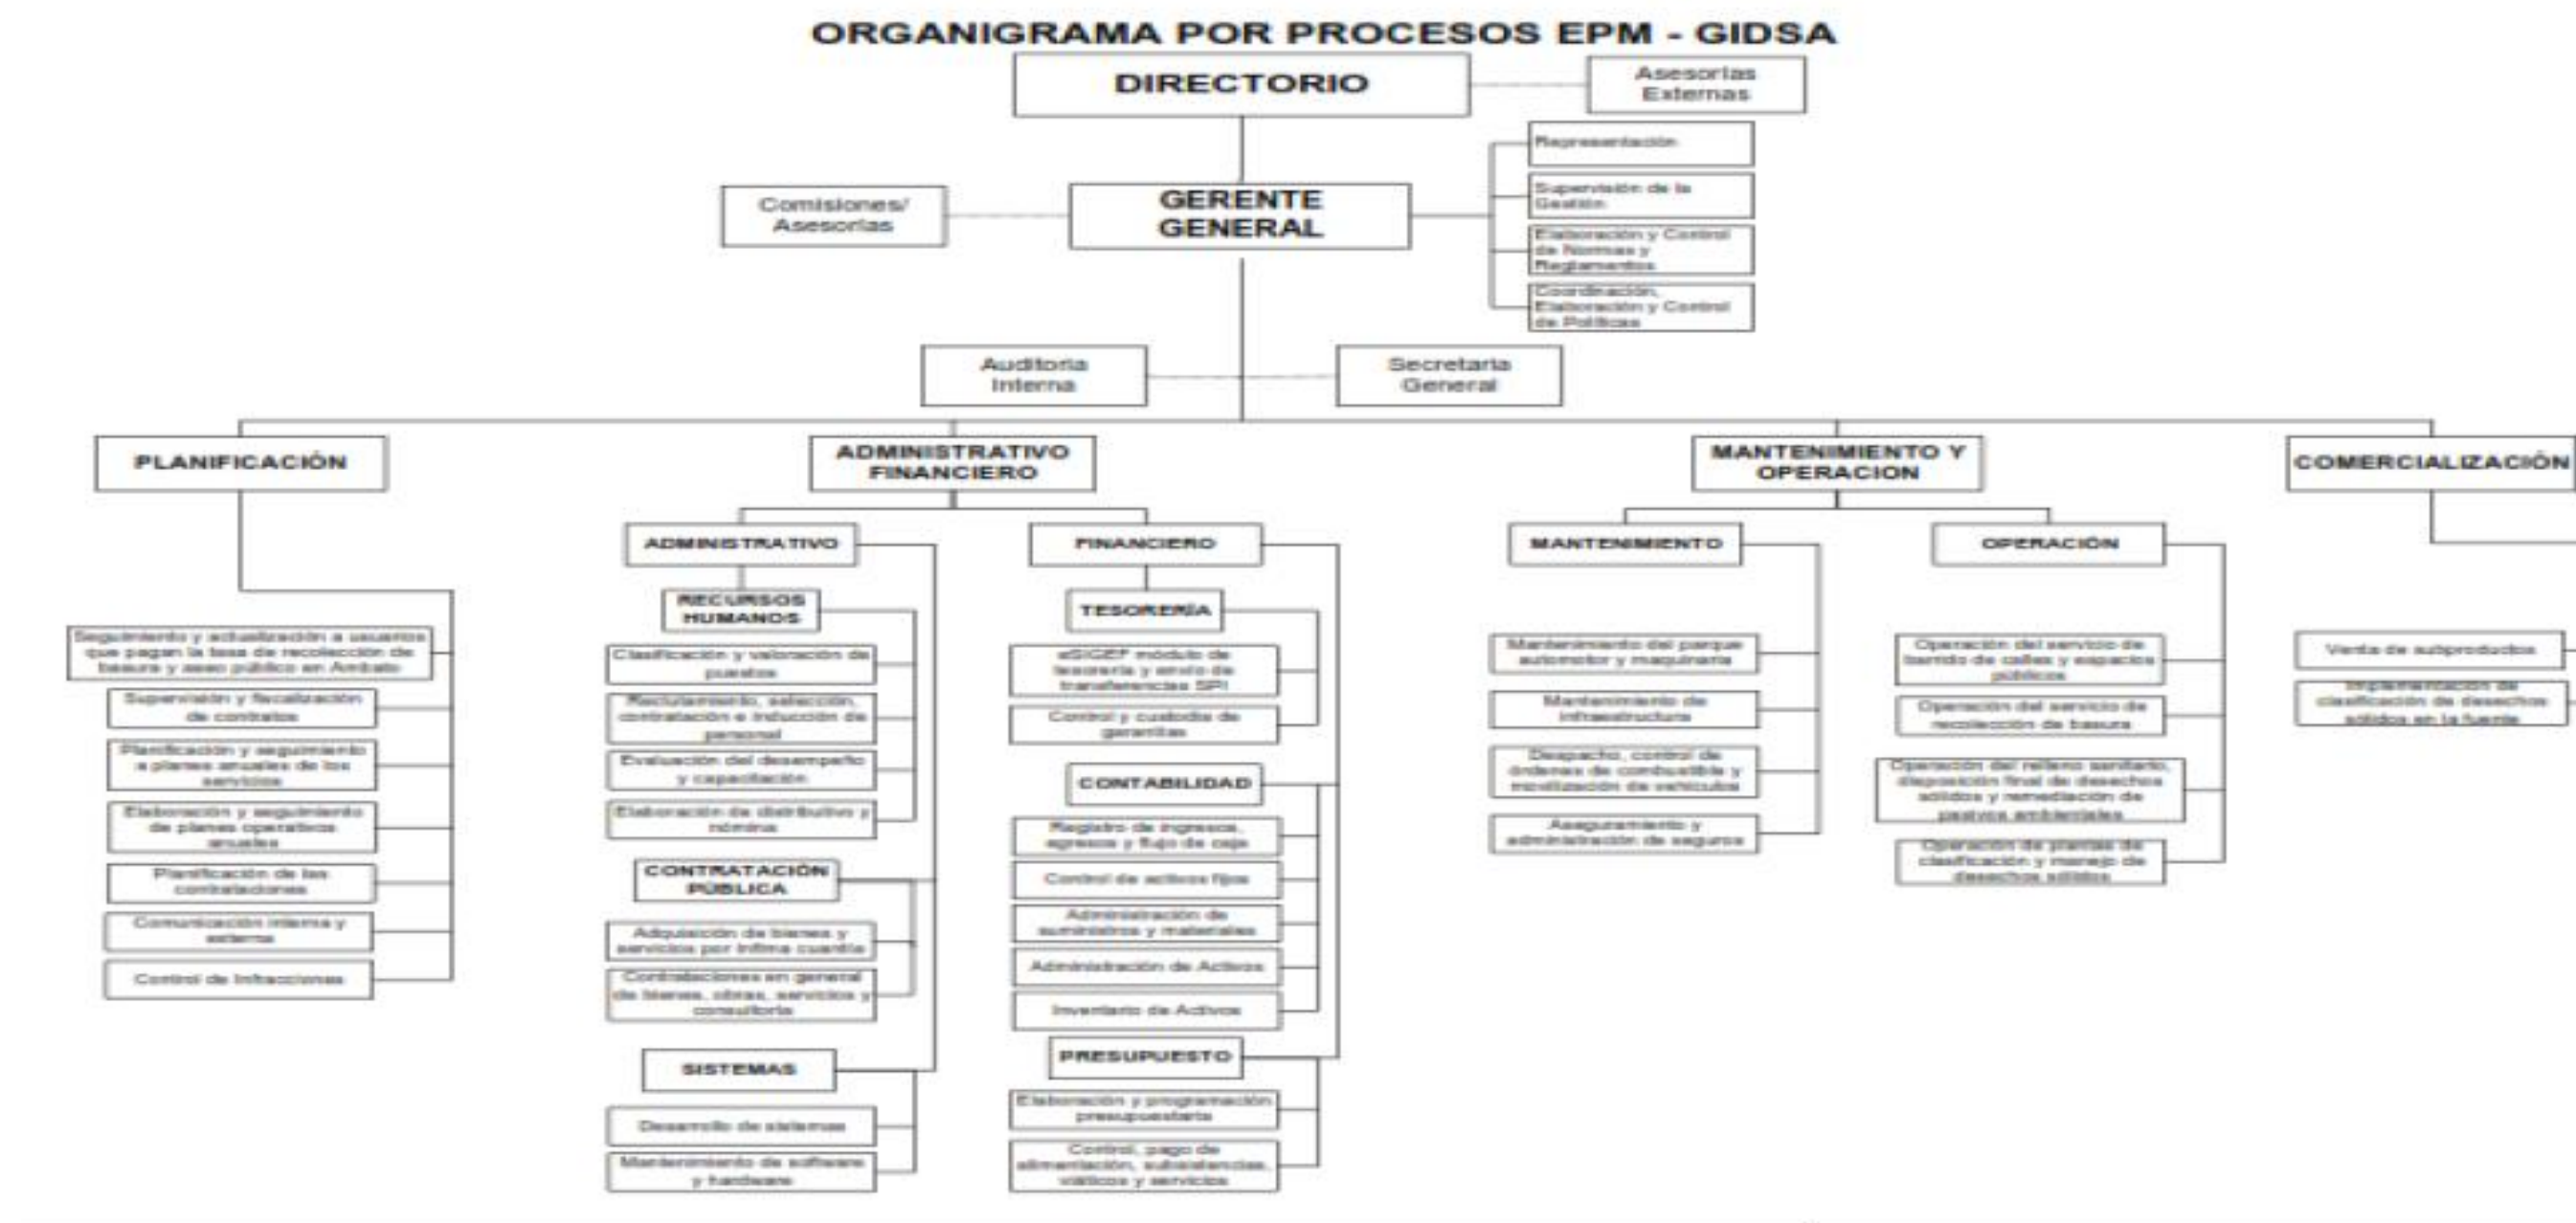 ORGANIGRAMA POR PROCESOS EPM - GIDSA
DIRECTORIO
Asesorías
Externas
Representación
Supervisión de la
Gestión
Elaboración y Control
de Normas y
Reglamentos
Coordinación,
Elaboración y Control
de Políticas
Comisiones/
Asesorías
GERENTE
GENERAL
Auditoría
Interna
Secretaría
General
PLANIFICACIÓN
Seguimiento y actualización a usuarios
que pagan la tasa de recolección de
basura y aseo público en Ambato
Supervisión y fiscalización
de contratos
Planificación y seguimiento
a planes anuales de los
servicios
Elaboración y seguimiento
de planes operativos
anuales
Planificación de las
contrataciones
Comunicación interna y
externa
Control de Infracciones
ADMINISTRATIVO
FINANCIERO
ADMINISTRATIVO
RECURSOS
HUMANOS
Clasificación y valoración de
puestos
Reclutamiento, selección,
contratación e inducción de
personal
Evaluación del desempeño
y capacitación
Elaboración de distributivo y
nómina
CONTRATACIÓN
PÚBLICA
Adquisición de bienes y
servicios por ínfima cuantía
Contrataciones en general
de bienes, obras, servicios y
consultoría
SISTEMAS
Desarrollo de sistemas
Mantenimiento de software
y hardware
FINANCIERO
TESORERÍA
eSIGEF módulo de
tesorería y envío de
transferencias SPI
Control y custodia de
garantías
CONTABILIDAD
Registro de ingresos,
egresos y flujo de caja
Control de activos fijos
Administración de
suministros y materiales
Administración de Activos
Inventario de Activos
PRESUPUESTO
Elaboración y programación
presupuestaria
Control, pago de
alimentación, subsistencias,
viáticos y servicios
MANTENIMIENTO Y
OPERACION
MANTENIMIENTO
Mantenimiento del parque
automotor y maquinaria
Mantenimiento de
infraestructura
Despacho, control de
órdenes de combustible y
movilización de vehículos
Aseguramiento y
administración de seguros
OPERACIÓN
Operación del servicio de
barrido de calles y espacios
públicos
Operación del servicio de
recolección de basura
Operación del relleno sanitario,
disposición final de desechos
sólidos y remediación de
pasivos ambientales
Operación de plantas de
clasificación y manejo de
desechos sólidos
COMERCIALIZACIÓN
Venta de subproductos
Implementación de
clasificación de desechos
sólidos en la fuente